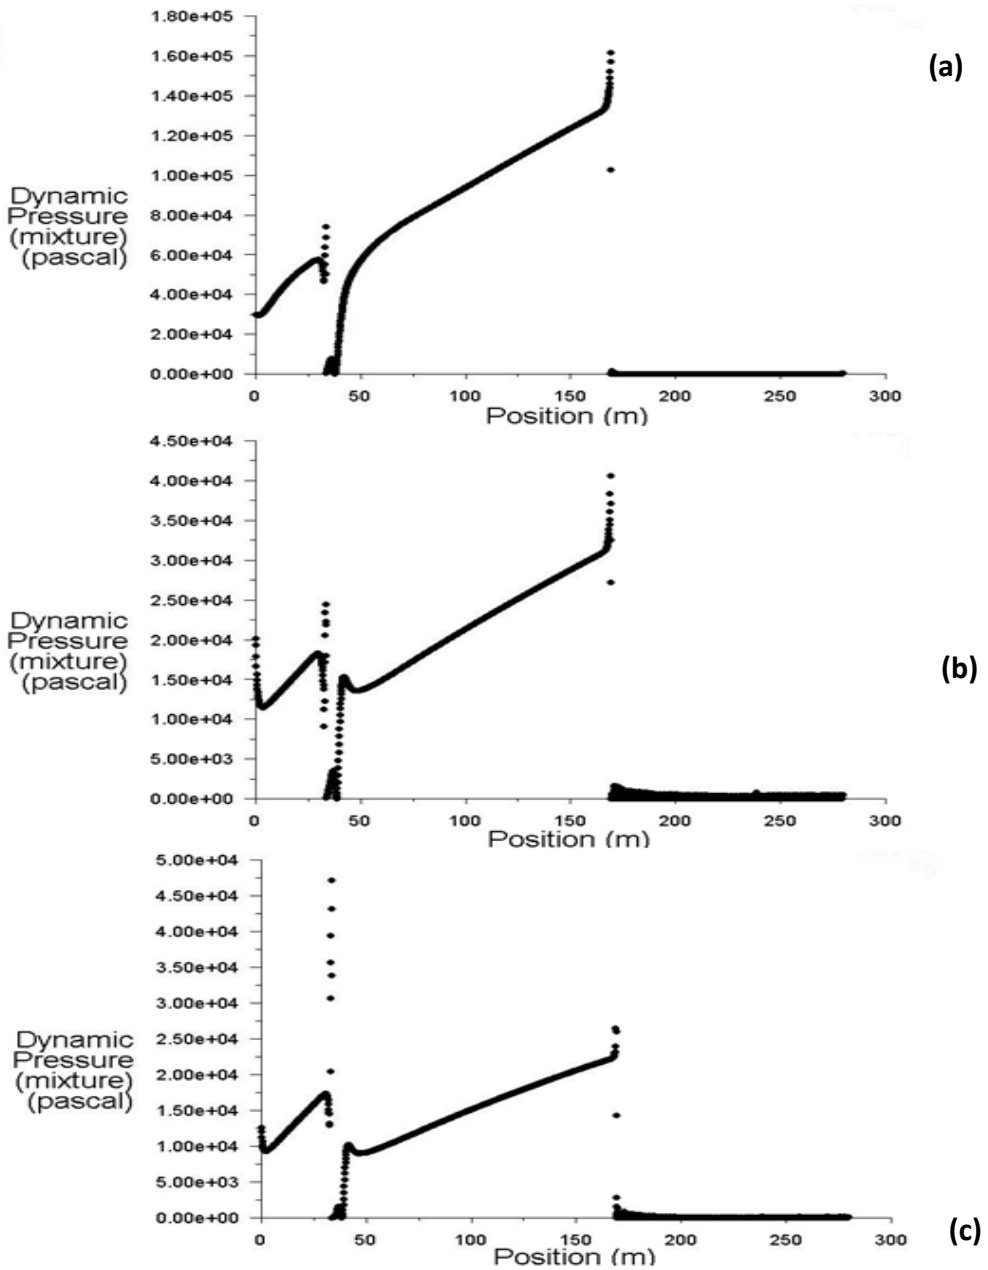 1.80e+05
1.60e+05
(a)
1.40e+05
1.20e+05
1.00e+05
Dynamic
Pressure
(mixture)
(pascal)
8.00e+04
6.00e+04
4.00e+04
2.00e+04
0.00e+00
0 50 100 150 200 250 300
Position (m)
4.50e+04
4.00e+04
3.50e+04
3.00e+04
2.50e+04
Dynamic
Pressure
(mixture)
(pascal)
2.00e+04
(b)
1.50e+04
1.00e+04
5.00e+03
0.00e+00
0 50 100 150 200 250 300
Position (m)
5.00e+04
4.50e+04
4.00e+04
3.50e+04
3.00e+04
2.50e+04
Dynamic
Pressure
(mixture)
(pascal)
2.00e+04
1.50e+04
1.00e+04
5.00e+03
0.00e+00
(c)
0 50 100 150 200 250 300
Position (m)